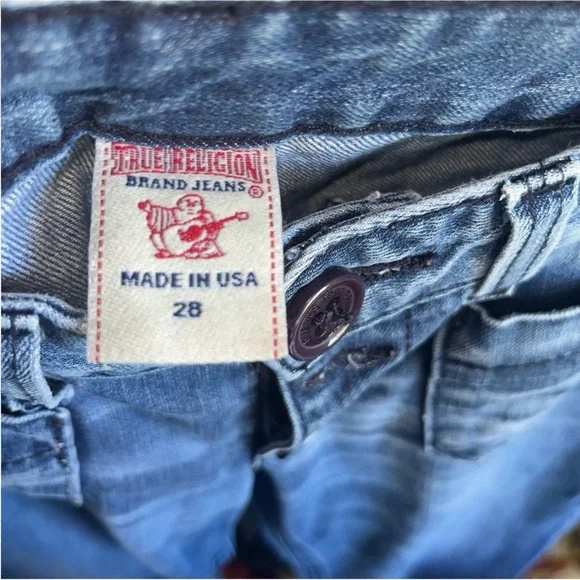 TRUE RELIGION
BRAND JEANS®
MADE IN USA
28